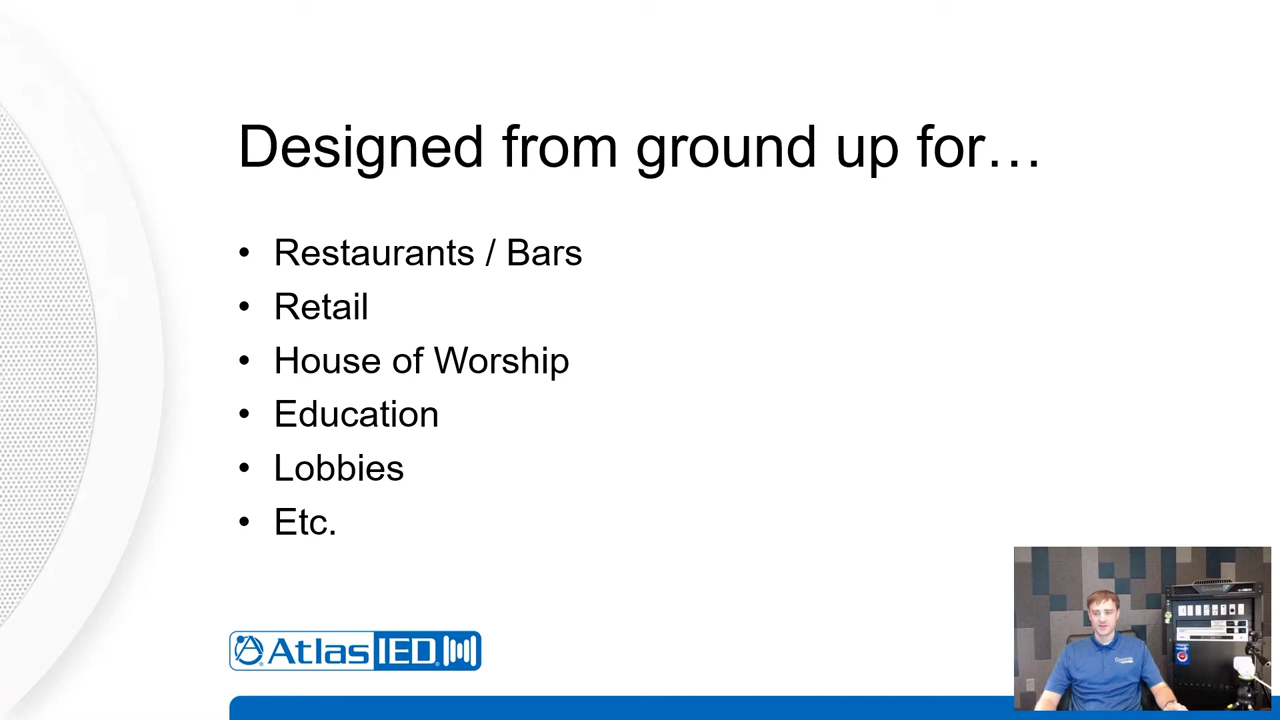 Designed from ground up for…
• Restaurants / Bars
• Retail
• House of Worship
• Education
• Lobbies
• Etc.
AtlasIED